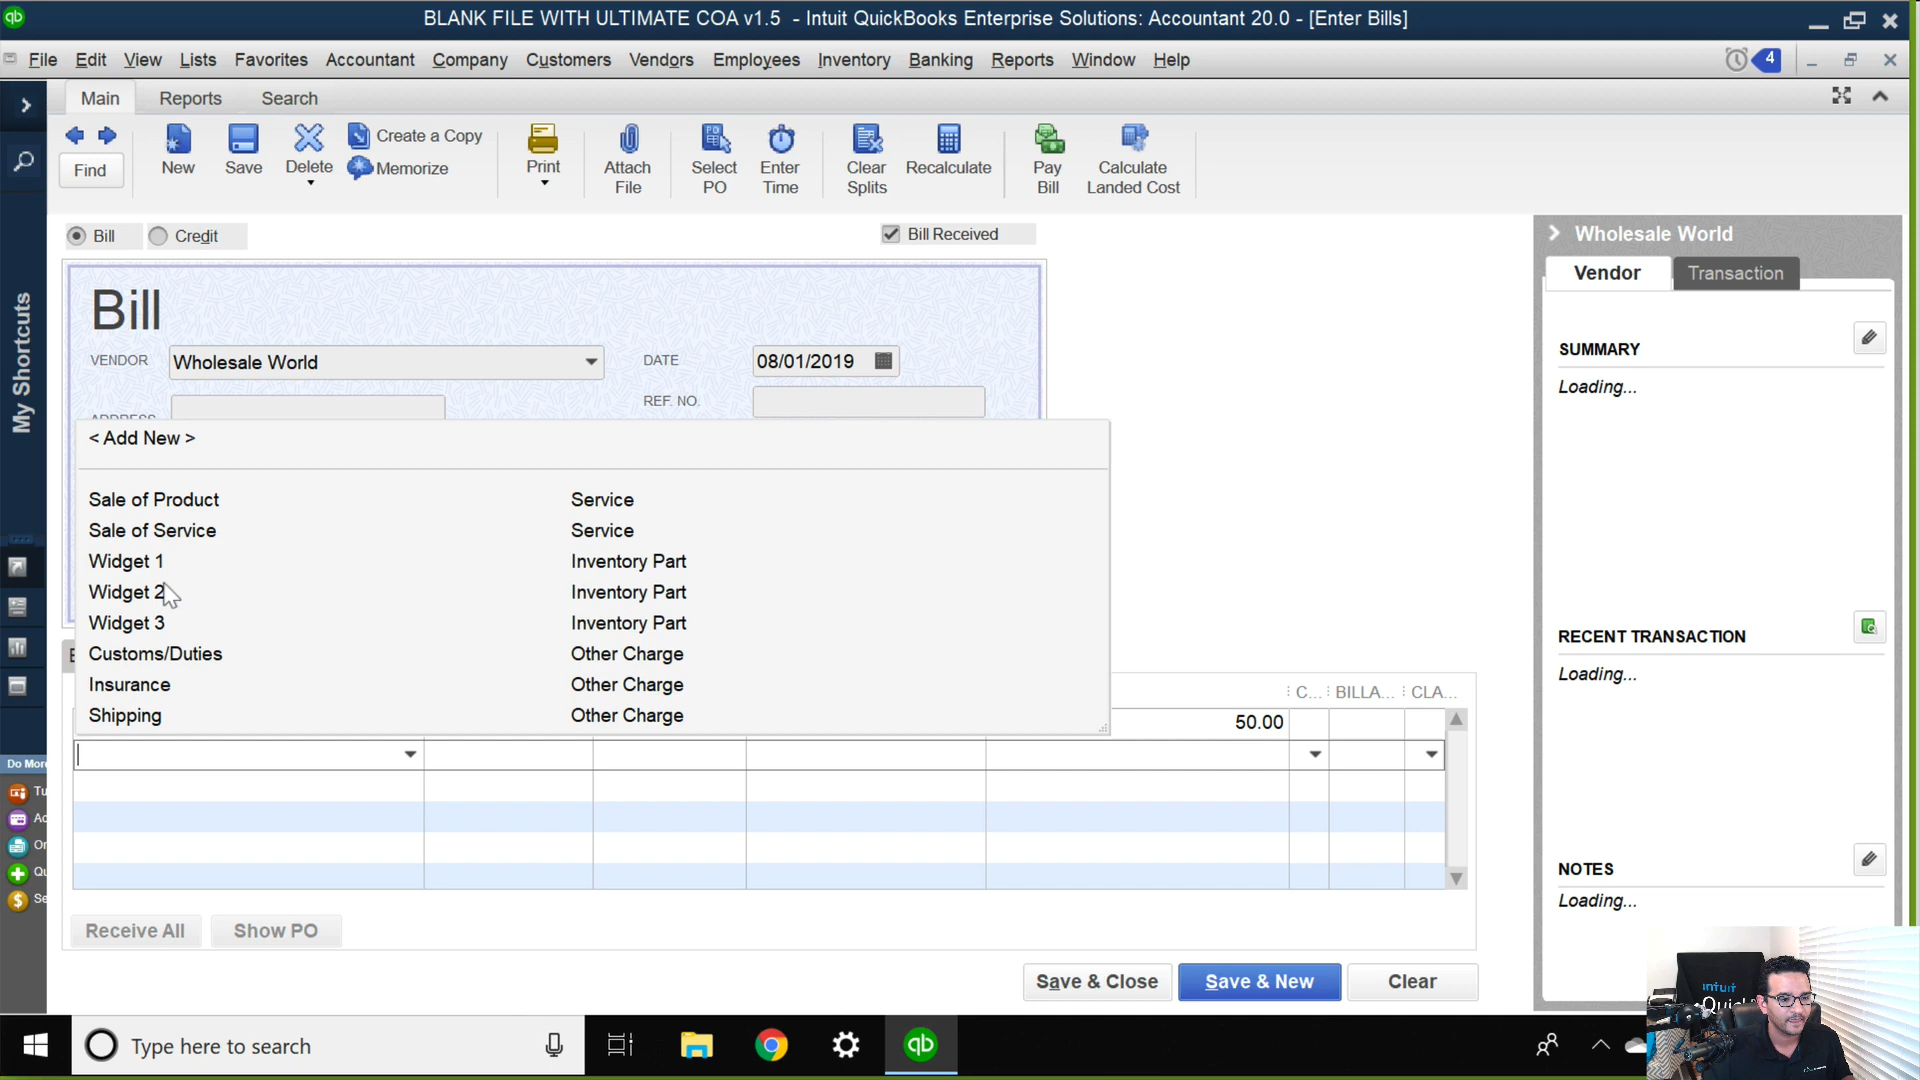 BLANK FILE WITH ULTIMATE COA v1.5 - Intuit QuickBooks Enterprise Solutions: Accountant 20.0 - [Enter Bills]
File Edit View Lists Favorites Accountant Company Customers Vendors Employees Inventory Banking Reports Window Help 4
Main Reports Search
Find New Save Delete Create a Copy Memorize Print Attach File Select PO Enter Time Clear Splits Recalculate Pay Bill Calculate Landed Cost
My Shortcuts
Bill Credit Bill Received
Bill
VENDOR Wholesale World DATE 08/01/2019
REF. NO.
< Add New >
Sale of Product Service
Sale of Service Service
Widget 1 Inventory Part
Widget 2 Inventory Part
Widget 3 Inventory Part
Customs/Duties Other Charge
Insurance Other Charge
Shipping Other Charge
C... BILLA... CLA...
50.00
Do More
Tu
Ac
Or
Qu
Se
Receive All Show PO
Save & Close Save & New Clear
Wholesale World
Vendor Transaction
SUMMARY
Loading...
RECENT TRANSACTION
Loading...
NOTES
Loading...
Type here to search
qb
intuit